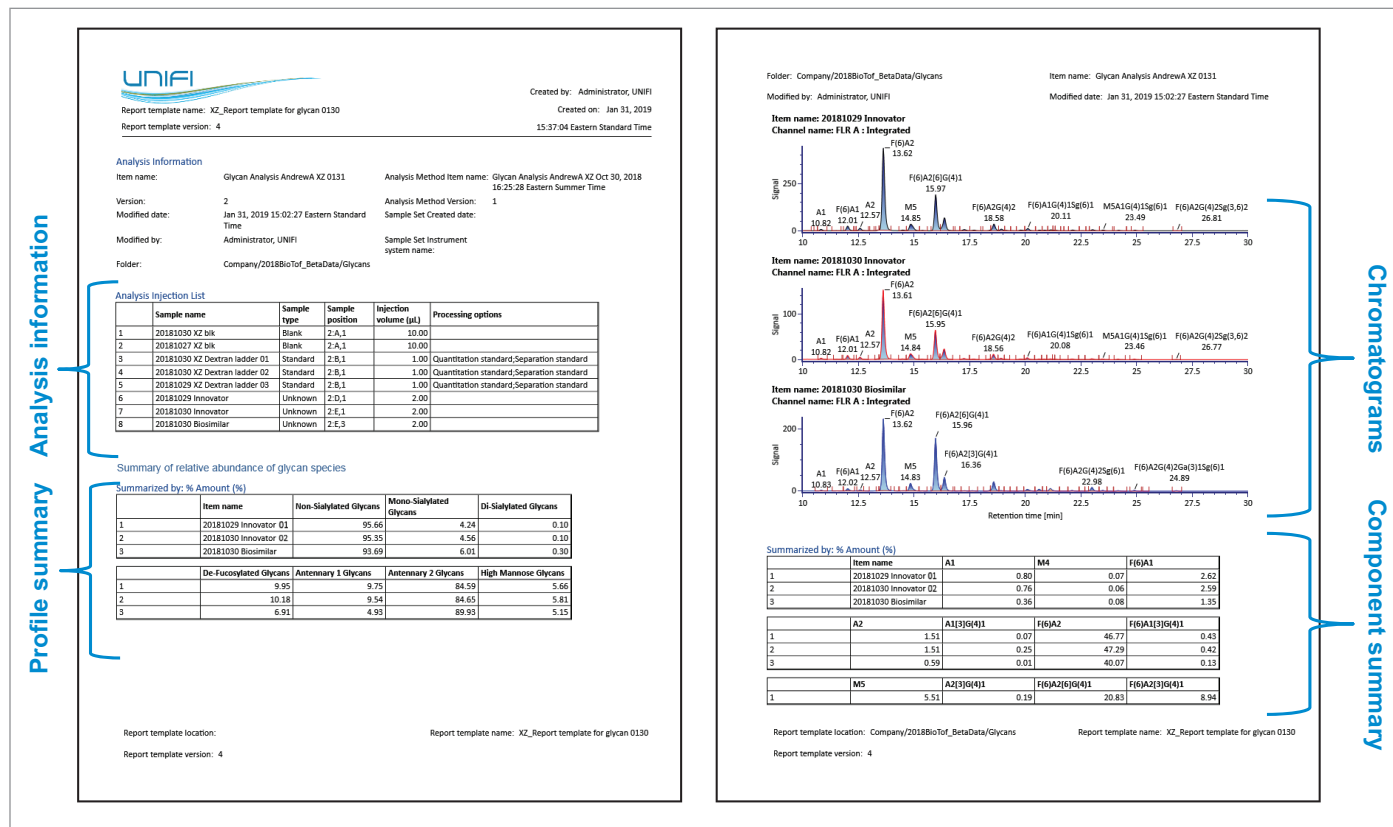 Analysis information
Profile summary
UNIFI
Created by: Administrator, UNIFI
Report template name: XZ_Report template for glycan 0130
Created on: Jan 31, 2019
Report template version: 4
15:37:04 Eastern Standard Time
Analysis Information
Item name: Glycan Analysis AndrewA XZ 0131 Analysis Method Item name: Glycan Analysis AndrewA XZ Oct 30, 2018
16:25:28 Eastern Summer Time
Version: 2 Analysis Method Version: 1
Modified date: Jan 31, 2019 15:02:27 Eastern Standard Sample Set Created date:
Time
Modified by: Administrator, UNIFI Sample Set Instrument
system name:
Folder: Company/2018BioTof_BetaData/Glycans
Analysis Injection List
Sample name Sample type Sample position Injection volume (µL) Processing options
1 20181030 XZ blk Blank 2:A,1 10.00
2 20181027 XZ blk Blank 2:A,1 10.00
3 20181030 XZ Dextran ladder 01 Standard 2:B,1 1.00 Quantitation standard;Separation standard
4 20181030 XZ Dextran ladder 02 Standard 2:B,1 1.00 Quantitation standard;Separation standard
5 20181029 XZ Dextran ladder 03 Standard 2:B,1 1.00 Quantitation standard;Separation standard
6 20181029 Innovator Unknown 2:D,1 2.00
7 20181030 Innovator Unknown 2:E,1 2.00
8 20181030 Biosimilar Unknown 2:E,3 2.00
Summary of relative abundance of glycan species
Summarized by: % Amount (%)
Item name Non-Sialylated Glycans Mono-Sialylated Glycans Di-Sialylated Glycans
1 20181029 Innovator 01 95.66 4.24 0.10
2 20181030 Innovator 02 95.35 4.56 0.10
3 20181030 Biosimilar 93.69 6.01 0.30
De-Fucosylated Glycans Antennary 1 Glycans Antennary 2 Glycans High Mannose Glycans
1 9.95 9.75 84.59 5.66
2 10.18 9.54 84.65 5.81
3 6.91 4.93 89.93 5.15
Report template location: Report template name: XZ_Report template for glycan 0130
Report template version: 4
Folder: Company/2018BioTof_BetaData/Glycans Item name: Glycan Analysis AndrewA XZ 0131
Modified by: Administrator, UNIFI Modified date: Jan 31, 2019 15:02:27 Eastern Standard Time
Item name: 20181029 Innovator
Channel name: FLR A : Integrated
Signal
250
0
A1 10.82
F(6)A1 12.01
A2 12.57
F(6)A2 13.62
M5 14.85
F(6)A2[6]G(4)1 15.97
F(6)A2G(4)2 18.58
F(6)A1G(4)1Sg(6)1 20.11
M5A1G(4)1Sg(6)1 23.49
F(6)A2G(4)2Sg(3,6)2 26.81
10 12.5 15 17.5 20 22.5 25 27.5 30
Item name: 20181030 Innovator
Channel name: FLR A : Integrated
Signal
100
0
A1 10.82
F(6)A1 12.01
A2 12.57
F(6)A2 13.61
M5 14.84
F(6)A2[6]G(4)1 15.95
F(6)A2G(4)2 18.56
F(6)A1G(4)1Sg(6)1 20.08
M5A1G(4)1Sg(6)1 23.46
F(6)A2G(4)2Sg(3,6)2 26.77
10 12.5 15 17.5 20 22.5 25 27.5 30
Item name: 20181030 Biosimilar
Channel name: FLR A : Integrated
Signal
200
0
A1 10.83
F(6)A1 12.02
A2 12.57
F(6)A2 13.62
M5 14.83
F(6)A2[6]G(4)1 15.96
F(6)A2[3]G(4)1 16.36
F(6)A2G(4)2Sg(6)1 22.98
F(6)A2G(4)2Ga(3)1Sg(6)1 24.89
10 12.5 15 17.5 20 22.5 25 27.5 30
Retention time [min]
Summarized by: % Amount (%)
Item name A1 M4 F(6)A1
1 20181029 Innovator 01 0.80 0.07 2.62
2 20181030 Innovator 02 0.76 0.06 2.59
3 20181030 Biosimilar 0.36 0.08 1.35
A2 A1[3]G(4)1 F(6)A2 F(6)A1[3]G(4)1
1 1.51 0.07 46.77 0.43
2 1.51 0.25 47.29 0.42
3 0.59 0.01 40.07 0.13
M5 A2[3]G(4)1 F(6)A2[6]G(4)1 F(6)A2[3]G(4)1
1 5.51 0.19 20.83 8.94
Report template location: Company/2018BioTof_BetaData/Glycans Report template name: XZ_Report template for glycan 0130
Report template version: 4
Chromatograms
Component summary